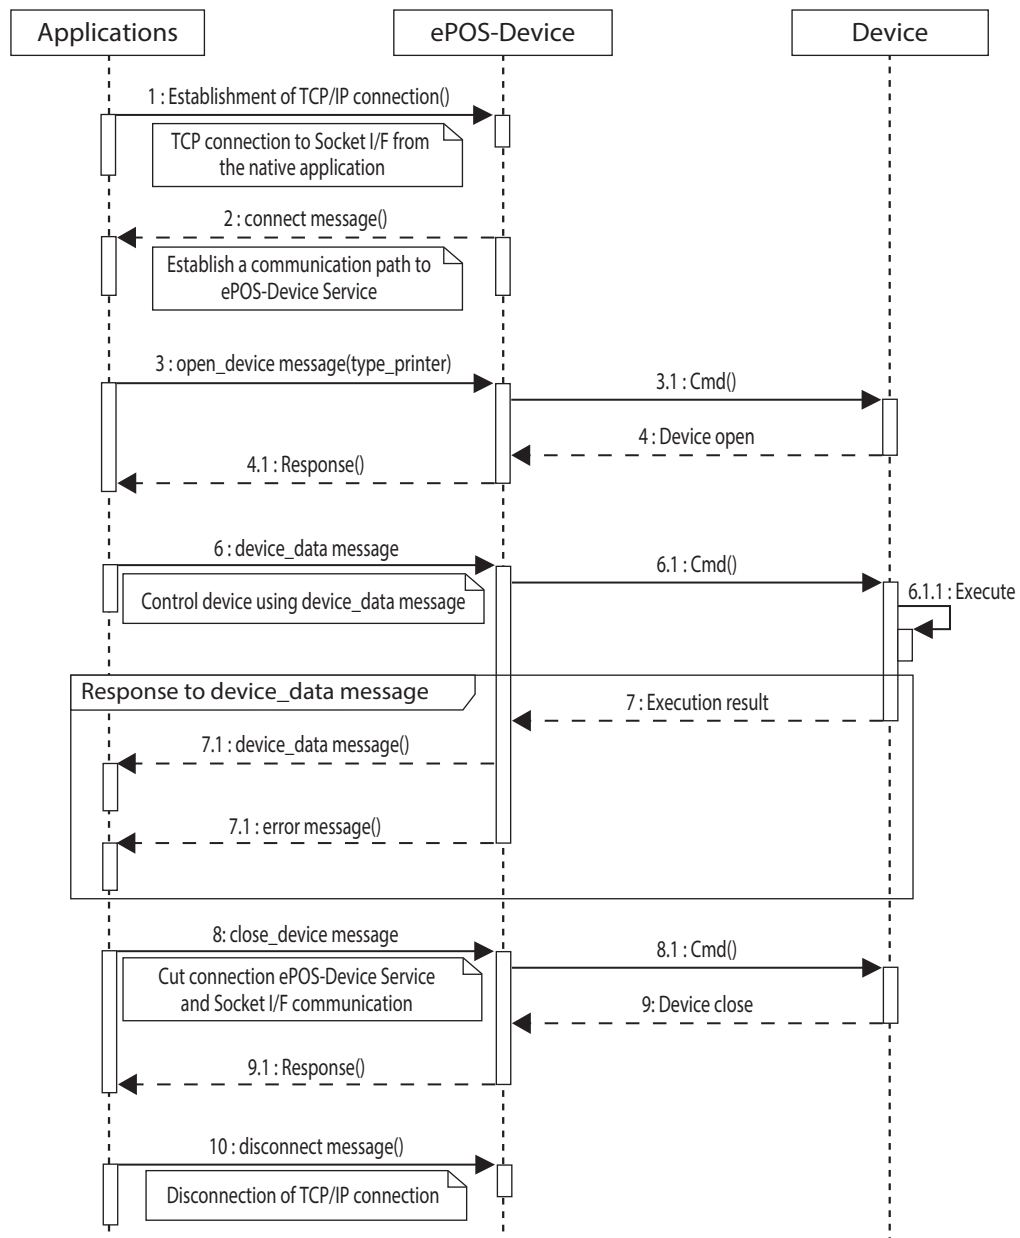 Applications
ePOS-Device
Device
1 : Establishment of TCP/IP connection()
TCP connection to Socket I/F from
the native application
2 : connect message()
Establish a communication path to
ePOS-Device Service
3 : open_device message(type_printer)
3.1 : Cmd()
4 : Device open
4.1 : Response()
6 : device_data message
6.1 : Cmd()
6.1.1 : Execute
Control device using device_data message
Response to device_data message
7 : Execution result
7.1 : device_data message()
7.1 : error message()
8: close_device message
8.1 : Cmd()
Cut connection ePOS-Device Service
and Socket I/F communication
9: Device close
9.1 : Response()
10 : disconnect message()
Disconnection of TCP/IP connection